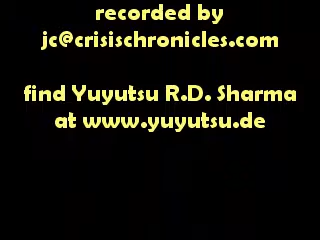 recorded by
jc@crisischronicles.com
find Yuyutsu R.D. Sharma
at www.yuyutsu.de